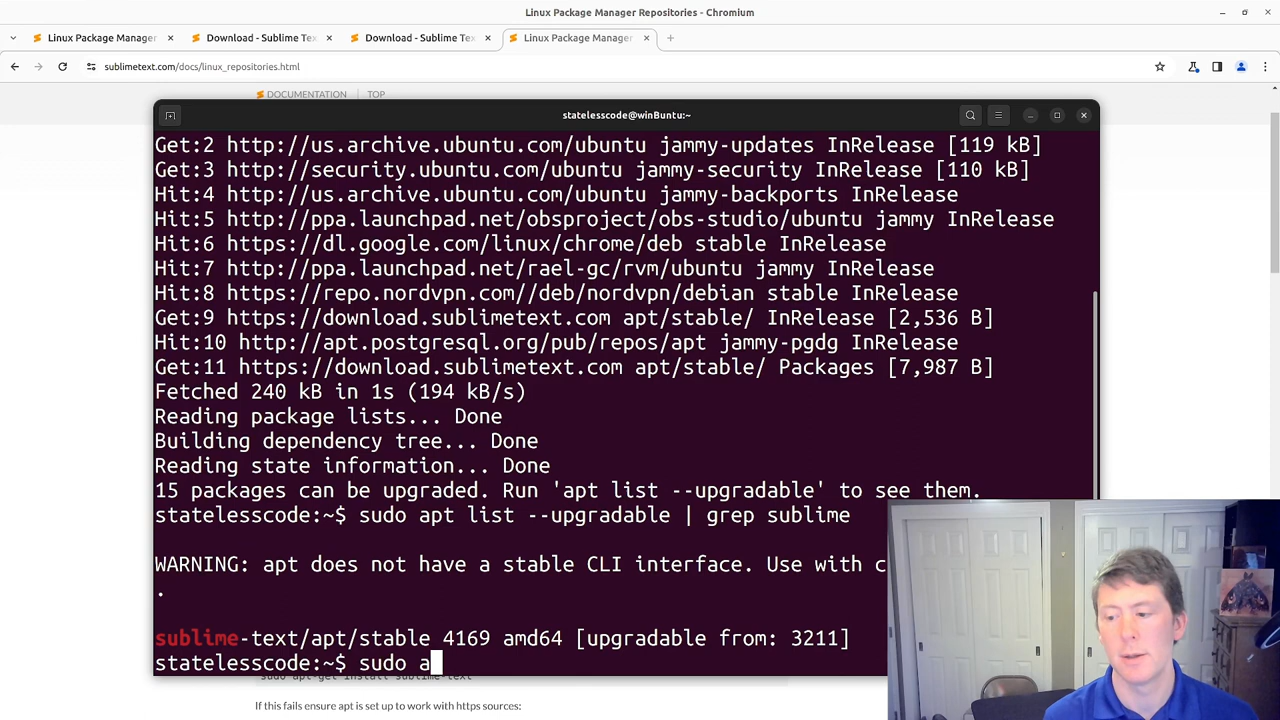 Linux Package Manager Repositories - Chromium
Linux Package Manager
Download - Sublime Tex
Download - Sublime Tex
Linux Package Manager
sublimetext.com/docs/linux_repositories.html
DOCUMENTATION TOP
statelesscode@winBuntu:~
Get:2 http://us.archive.ubuntu.com/ubuntu jammy-updates InRelease [119 kB]
Get:3 http://security.ubuntu.com/ubuntu jammy-security InRelease [110 kB]
Hit:4 http://us.archive.ubuntu.com/ubuntu jammy-backports InRelease
Hit:5 http://ppa.launchpad.net/obsproject/obs-studio/ubuntu jammy InRelease
Hit:6 https://dl.google.com/linux/chrome/deb stable InRelease
Hit:7 http://ppa.launchpad.net/rael-gc/rvm/ubuntu jammy InRelease
Hit:8 https://repo.nordvpn.com//deb/nordvpn/debian stable InRelease
Get:9 https://download.sublimetext.com apt/stable/ InRelease [2,536 B]
Hit:10 http://apt.postgresql.org/pub/repos/apt jammy-pgdg InRelease
Get:11 https://download.sublimetext.com apt/stable/ Packages [7,987 B]
Fetched 240 kB in 1s (194 kB/s)
Reading package lists... Done
Building dependency tree... Done
Reading state information... Done
15 packages can be upgraded. Run 'apt list --upgradable' to see them.
statelesscode:~$ sudo apt list --upgradable | grep sublime
WARNING: apt does not have a stable CLI interface. Use with c
.
sublime-text/apt/stable 4169 amd64 [upgradable from: 3211]
statelesscode:~$ sudo a
sudo apt-get install sublime-text
If this fails ensure apt is set up to work with https sources: